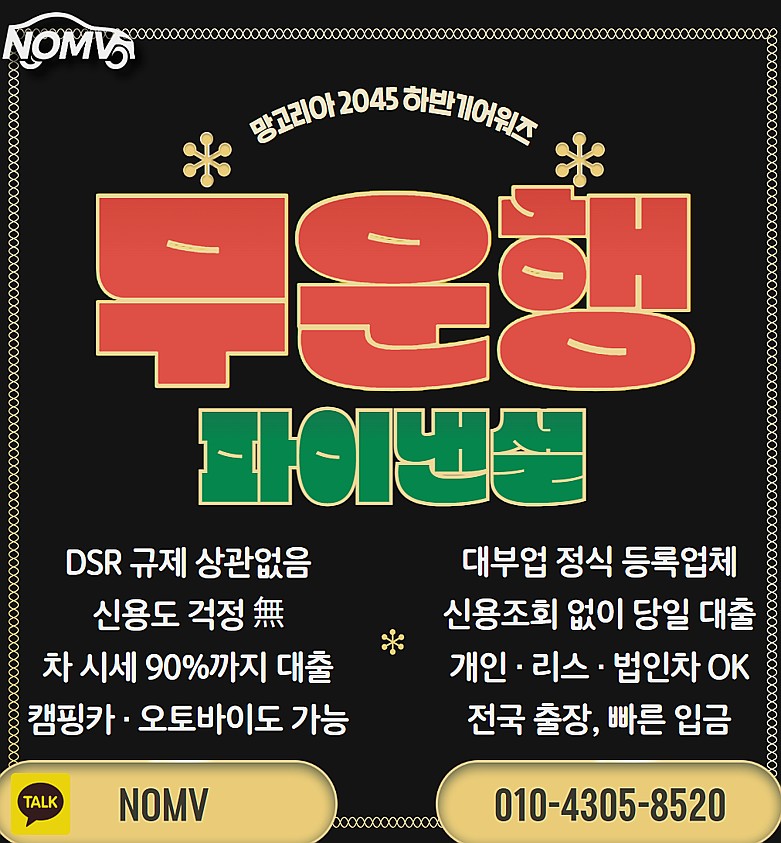 NOMV
망고리아 2045 하반기어워즈
무운행
파이낸셜
DSR 규제 상관없음
신용도 걱정 無
차 시세 90%까지 대출
캠핑카 · 오토바이도 가능
대부업 정식 등록업체
신용조회 없이 당일 대출
개인 · 리스 · 법인차 OK
전국 출장, 빠른 입금
TALK
NOMV
010-4305-8520